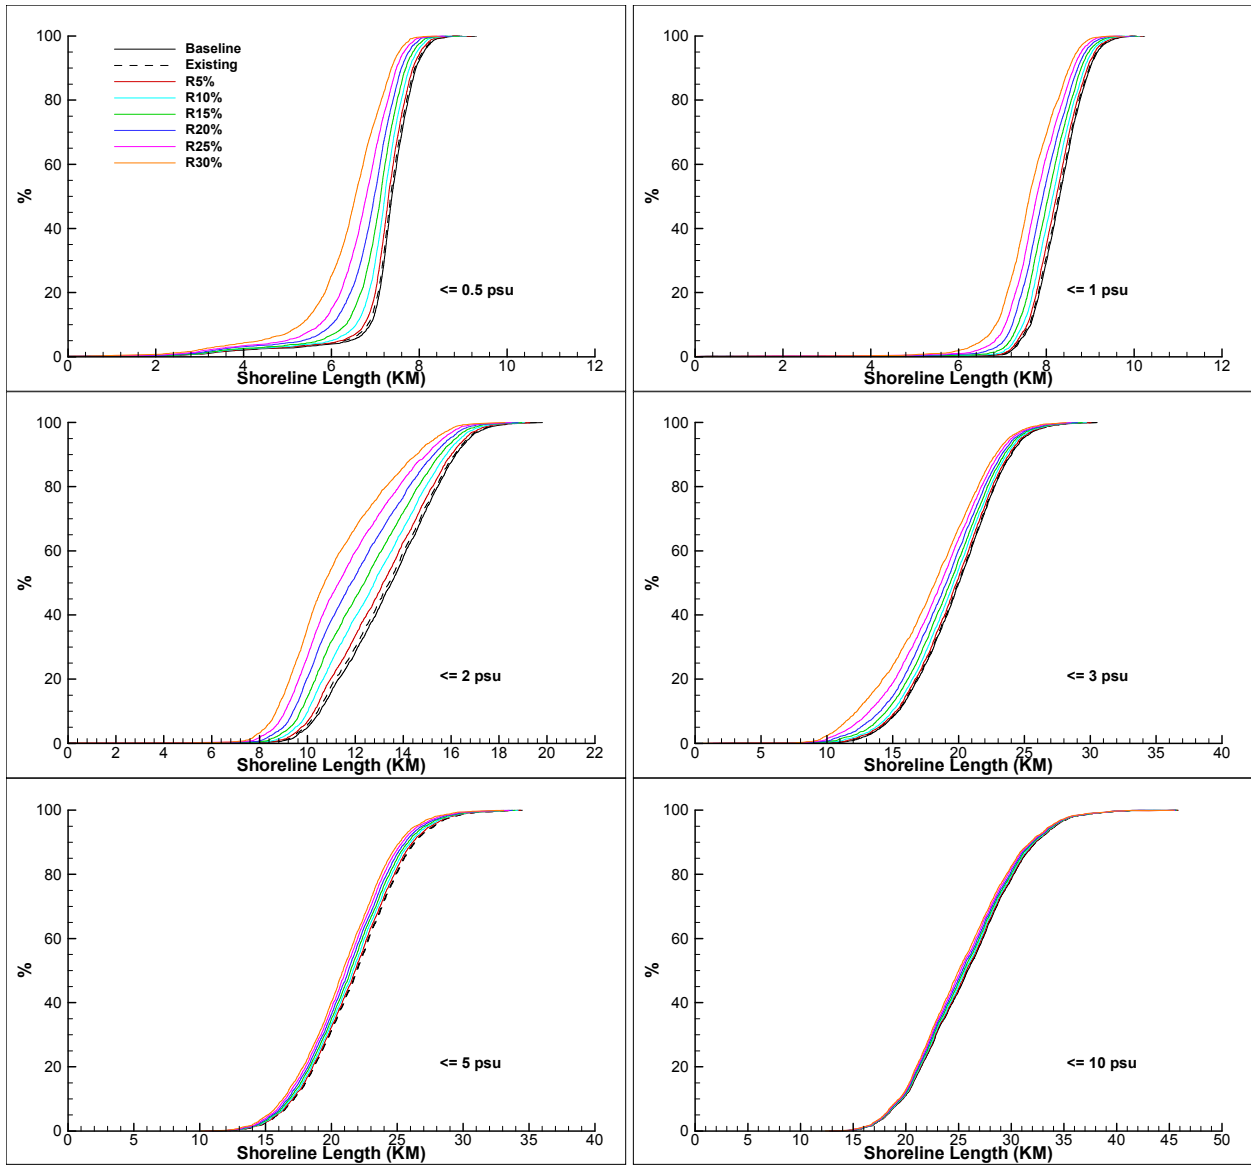 100
80
60
40
20
0
%
Baseline
Existing
R5%
R10%
R15%
R20%
R25%
R30%
<= 0.5 psu
0 2 4 6 8 10 12
Shoreline Length (KM)
100
80
60
40
20
0
%
<= 1 psu
0 2 4 6 8 10 12
Shoreline Length (KM)
100
80
60
40
20
0
%
<= 2 psu
0 2 4 6 8 10 12 14 16 18 20 22
Shoreline Length (KM)
100
80
60
40
20
0
%
<= 3 psu
0 5 10 15 20 25 30 35 40
Shoreline Length (KM)
100
80
60
40
20
0
%
<= 5 psu
0 5 10 15 20 25 30 35 40
Shoreline Length (KM)
100
80
60
40
20
0
%
<= 10 psu
0 5 10 15 20 25 30 35 40 45 50
Shoreline Length (KM)